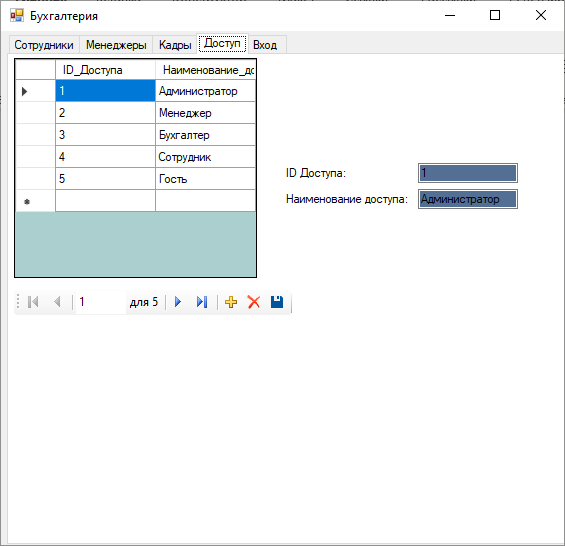 Бухгалтерия
Сотрудники Менеджеры Кадры Доступ Вход
ID_Доступа Наименование_до
1 Администратор
2 Менеджер
3 Бухгалтер
4 Сотрудник
5 Гость
ID Доступа: 1
Наименование доступа: Администратор
1 для 5